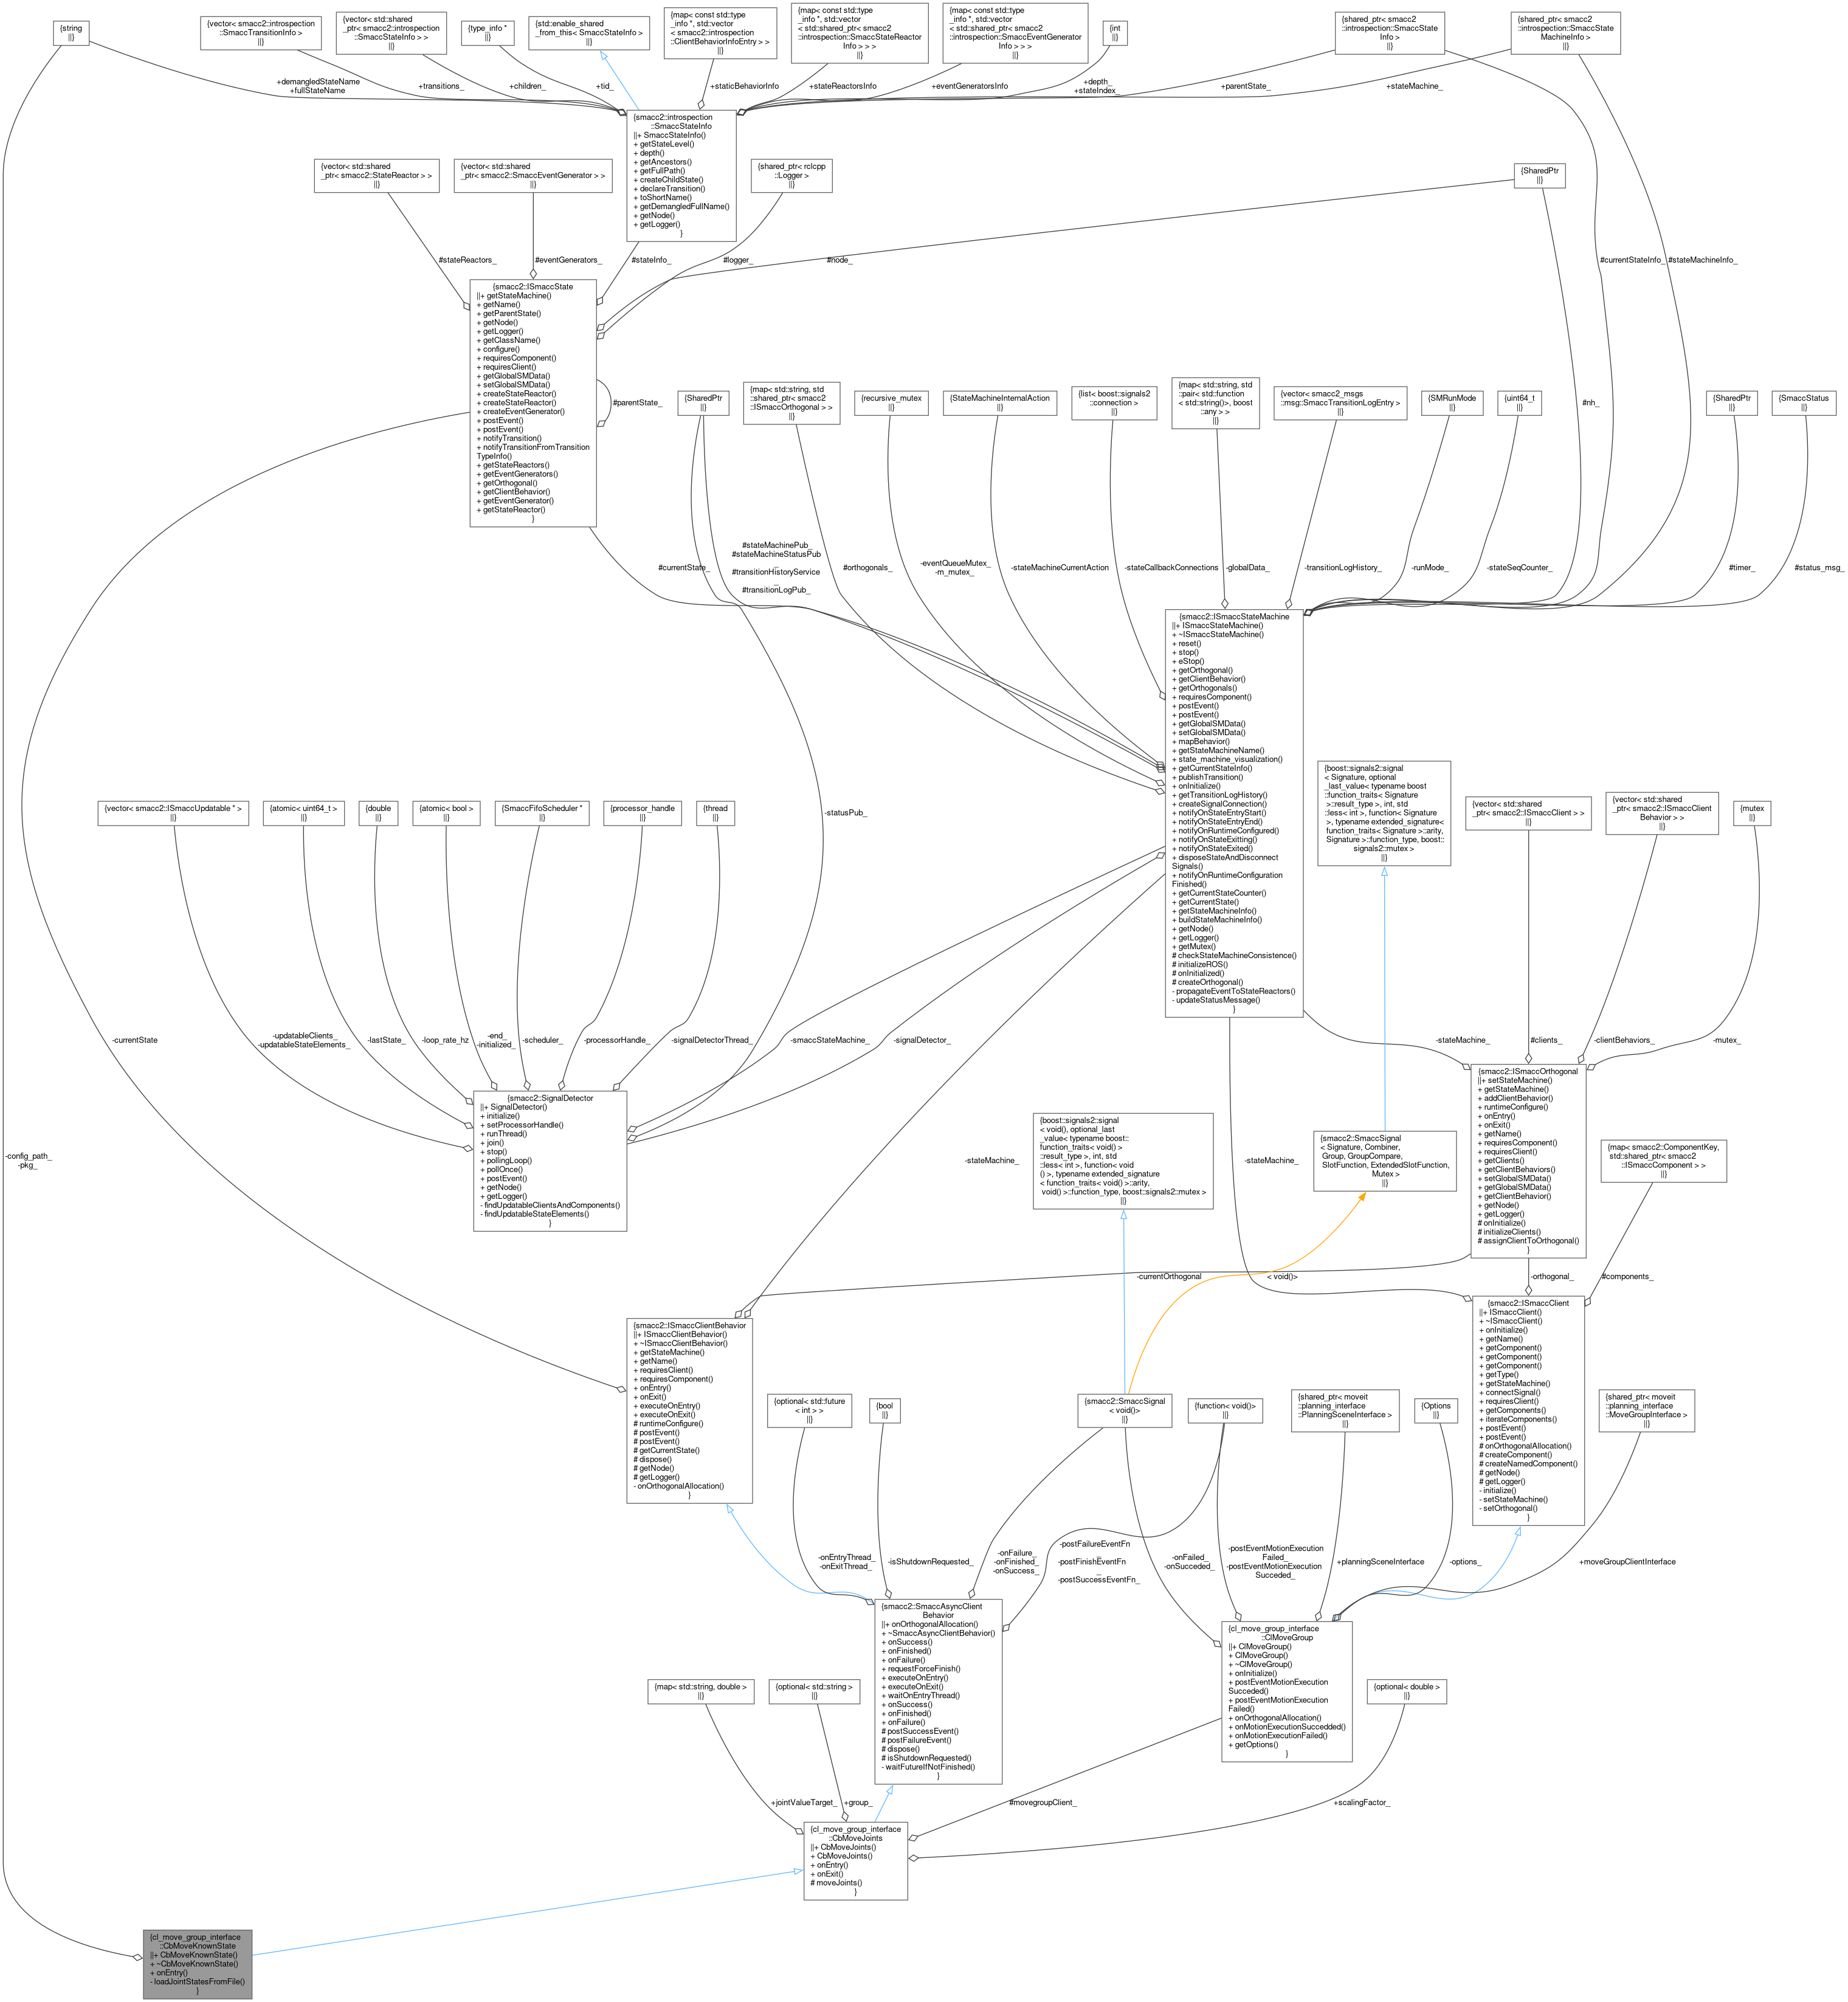 {string
||}
{vector< smacc2::introspection
::SmaccTransitionInfo >
||}
{vector< std::shared
_ptr< smacc2::introspection
::SmaccStateInfo > >
||}
{type_info *
||}
{std::enable_shared
_from_this< SmaccStateInfo >
||}
{map< const std::type
_info *, std::vector
< smacc2::introspection
::ClientBehaviorInfoEntry > >
||}
{map< const std::type
_info *, std::vector
< std::shared_ptr< smacc2
::introspection::SmaccStateReactor
Info > > >
||}
{map< const std::type
_info *, std::vector
< std::shared_ptr< smacc2
::introspection::SmaccEventGenerator
Info > > >
||}
{int
||}
{shared_ptr< smacc2
::introspection::SmaccState
Info >
||}
{shared_ptr< smacc2
::introspection::SmaccState
MachineInfo >
||}
+demangledStateName
+fullStateName
+transitions_
+children_
+tid_
+staticBehaviorInfo
+stateReactorsInfo
+eventGeneratorsInfo
+depth_
+stateIndex_
+parentState_
+stateMachine_
{smacc2::introspection
::SmaccStateInfo
||+ SmaccStateInfo()
+ getStateLevel()
+ depth()
+ getAncestors()
+ getFullPath()
+ createChildState()
+ declareTransition()
+ toShortName()
+ getDemangledFullName()
+ getNode()
+ getLogger()
}
{vector< std::shared
_ptr< smacc2::StateReactor > >
||}
{vector< std::shared
_ptr< smacc2::SmaccEventGenerator > >
||}
{shared_ptr< rclcpp
::Logger >
||}
{SharedPtr
||}
#stateReactors_
#eventGenerators_
#stateInfo_
#logger_
#node_
#currentStateInfo_
#stateMachineInfo_
{smacc2::ISmaccState
||+ getStateMachine()
+ getName()
+ getParentState()
+ getNode()
+ getLogger()
+ getClassName()
+ configure()
+ requiresComponent()
+ requiresClient()
+ getGlobalSMData()
+ setGlobalSMData()
+ createStateReactor()
+ createStateReactor()
+ createEventGenerator()
+ postEvent()
+ postEvent()
+ notifyTransition()
+ notifyTransitionFromTransition
TypeInfo()
+ getStateReactors()
+ getEventGenerators()
+ getOrthogonal()
+ getClientBehavior()
+ getEventGenerator()
+ getStateReactor()
}
#parentState_
{SharedPtr
||}
{map< std::string, std
::shared_ptr< smacc2
::ISmaccOrthogonal > >
||}
{recursive_mutex
||}
{StateMachineInternalAction
||}
{list< boost::signals2
::connection >
||}
{map< std::string, std
::pair< std::function
< std::string()>, boost
::any > >
||}
{vector< smacc2_msgs
::msg::SmaccTransitionLogEntry >
||}
{SMRunMode
||}
{uint64_t
||}
#nh_
{SharedPtr
||}
{SmaccStatus
||}
#currentState_
#stateMachinePub_
#stateMachineStatusPub
_
#transitionHistoryService
_
#transitionLogPub_
#orthogonals_
-eventQueueMutex_
-m_mutex_
-stateMachineCurrentAction
-stateCallbackConnections
-globalData_
-transitionLogHistory_
-runMode_
-stateSeqCounter_
#timer_
#status_msg_
{smacc2::ISmaccStateMachine
||+ ISmaccStateMachine()
+ ~ISmaccStateMachine()
+ reset()
+ stop()
+ eStop()
+ getOrthogonal()
+ getClientBehavior()
+ getOrthogonals()
+ requiresComponent()
+ postEvent()
+ postEvent()
+ getGlobalSMData()
+ setGlobalSMData()
+ mapBehavior()
+ getStateMachineName()
+ state_machine_visualization()
+ getCurrentStateInfo()
+ publishTransition()
+ onInitialize()
+ getTransitionLogHistory()
+ createSignalConnection()
+ notifyOnStateEntryStart()
+ notifyOnStateEntryEnd()
+ notifyOnRuntimeConfigured()
+ notifyOnStateExitting()
+ notifyOnStateExited()
+ disposeStateAndDisconnect
Signals()
+ notifyOnRuntimeConfiguration
Finished()
+ getCurrentStateCounter()
+ getCurrentState()
+ getStateMachineInfo()
+ buildStateMachineInfo()
+ getNode()
+ getLogger()
+ getMutex()
# checkStateMachineConsistence()
# initializeROS()
# onInitialized()
# createOrthogonal()
- propagateEventToStateReactors()
- updateStatusMessage()
}
{vector< smacc2::ISmaccUpdatable * >
||}
{atomic< uint64_t >
||}
{double
||}
{atomic< bool >
||}
{SmaccFifoScheduler *
||}
{processor_handle
||}
{thread
||}
-statusPub_
{boost::signals2::signal
< Signature, optional
_last_value< typename boost
::function_traits< Signature
>::result_type >, int, std
::less< int >, function< Signature
>, typename extended_signature<
function_traits< Signature >::arity,
Signature >::function_type, boost::
signals2::mutex >
||}
{vector< std::shared
_ptr< smacc2::ISmaccClient > >
||}
{vector< std::shared
_ptr< smacc2::ISmaccClient
Behavior > >
||}
{mutex
||}
-currentState
-updatableClients_
-updatableStateElements_
-lastState_
-loop_rate_hz
-end_
-initialized_
-scheduler_
-processorHandle_
-signalDetectorThread_
-smaccStateMachine_
-signalDetector_
-stateMachine_
#clients_
-clientBehaviors_
-mutex_
{smacc2::SignalDetector
||+ SignalDetector()
+ initialize()
+ setProcessorHandle()
+ runThread()
+ join()
+ stop()
+ pollingLoop()
+ pollOnce()
+ postEvent()
+ getNode()
+ getLogger()
- findUpdatableClientsAndComponents()
- findUpdatableStateElements()
}
{smacc2::ISmaccOrthogonal
||+ setStateMachine()
+ getStateMachine()
+ addClientBehavior()
+ runtimeConfigure()
+ onEntry()
+ onExit()
+ getName()
+ requiresComponent()
+ requiresClient()
+ getClients()
+ getClientBehaviors()
+ setGlobalSMData()
+ getGlobalSMData()
+ getClientBehavior()
+ getNode()
+ getLogger()
# onInitialize()
# initializeClients()
# assignClientToOrthogonal()
}
{boost::signals2::signal
< void(), optional_last
_value< typename boost::
function_traits< void() >
::result_type >, int, std
::less< int >, function< void
() >, typename extended_signature
< function_traits< void() >::arity,
void() >::function_type, boost::signals2::mutex >
||}
{smacc2::SmaccSignal
< Signature, Combiner,
Group, GroupCompare,
SlotFunction, ExtendedSlotFunction,
Mutex >
||}
{map< smacc2::ComponentKey,
std::shared_ptr< smacc2
::ISmaccComponent > >
||}
-config_path_
-pkg_
-stateMachine_
-stateMachine_
-currentOrthogonal
< void()>
-orthogonal_
#components_
{smacc2::ISmaccClientBehavior
||+ ISmaccClientBehavior()
+ ~ISmaccClientBehavior()
+ getStateMachine()
+ getName()
+ requiresClient()
+ requiresComponent()
+ onEntry()
+ onExit()
+ executeOnEntry()
+ executeOnExit()
# runtimeConfigure()
# postEvent()
# postEvent()
# getCurrentState()
# dispose()
# getNode()
# getLogger()
- onOrthogonalAllocation()
}
{smacc2::ISmaccClient
||+ ISmaccClient()
+ ~ISmaccClient()
+ onInitialize()
+ getName()
+ getComponent()
+ getComponent()
+ getComponent()
+ getType()
+ getStateMachine()
+ connectSignal()
+ requiresClient()
+ getComponents()
+ iterateComponents()
+ postEvent()
+ postEvent()
# onOrthogonalAllocation()
# createComponent()
# createNamedComponent()
# getNode()
# getLogger()
- initialize()
- setStateMachine()
- setOrthogonal()
}
{optional< std::future
< int > >
||}
{bool
||}
{smacc2::SmaccSignal
< void()>
||}
{function< void()>
||}
{shared_ptr< moveit
::planning_interface
::PlanningSceneInterface >
||}
{Options
||}
{shared_ptr< moveit
::planning_interface
::MoveGroupInterface >
||}
-onEntryThread_
-onExitThread_
-isShutdownRequested_
-onFailure_
-onFinished_
-onSuccess_
-postFailureEventFn
_
-postFinishEventFn
_
-postSuccessEventFn_
-onFailed_
-onSucceded_
-postEventMotionExecution
Failed_
-postEventMotionExecution
Succeded_
+planningSceneInterface
-options_
+moveGroupClientInterface
{smacc2::SmaccAsyncClient
Behavior
||+ onOrthogonalAllocation()
+ ~SmaccAsyncClientBehavior()
+ onSuccess()
+ onFinished()
+ onFailure()
+ requestForceFinish()
+ executeOnEntry()
+ executeOnExit()
+ waitOnEntryThread()
+ onSuccess()
+ onFinished()
+ onFailure()
# postSuccessEvent()
# postFailureEvent()
# dispose()
# isShutdownRequested()
- waitFutureIfNotFinished()
}
{cl_move_group_interface
::ClMoveGroup
||+ ClMoveGroup()
+ ClMoveGroup()
+ ~ClMoveGroup()
+ onInitialize()
+ postEventMotionExecution
Succeded()
+ postEventMotionExecution
Failed()
+ onOrthogonalAllocation()
+ onMotionExecutionSuccedded()
+ onMotionExecutionFailed()
+ getOptions()
}
{map< std::string, double >
||}
{optional< std::string >
||}
{optional< double >
||}
+jointValueTarget_
+group_
#movegroupClient_
+scalingFactor_
{cl_move_group_interface
::CbMoveJoints
||+ CbMoveJoints()
+ CbMoveJoints()
+ onEntry()
+ onExit()
# moveJoints()
}
{cl_move_group_interface
::CbMoveKnownState
||+ CbMoveKnownState()
+ ~CbMoveKnownState()
+ onEntry()
- loadJointStatesFromFile()
}